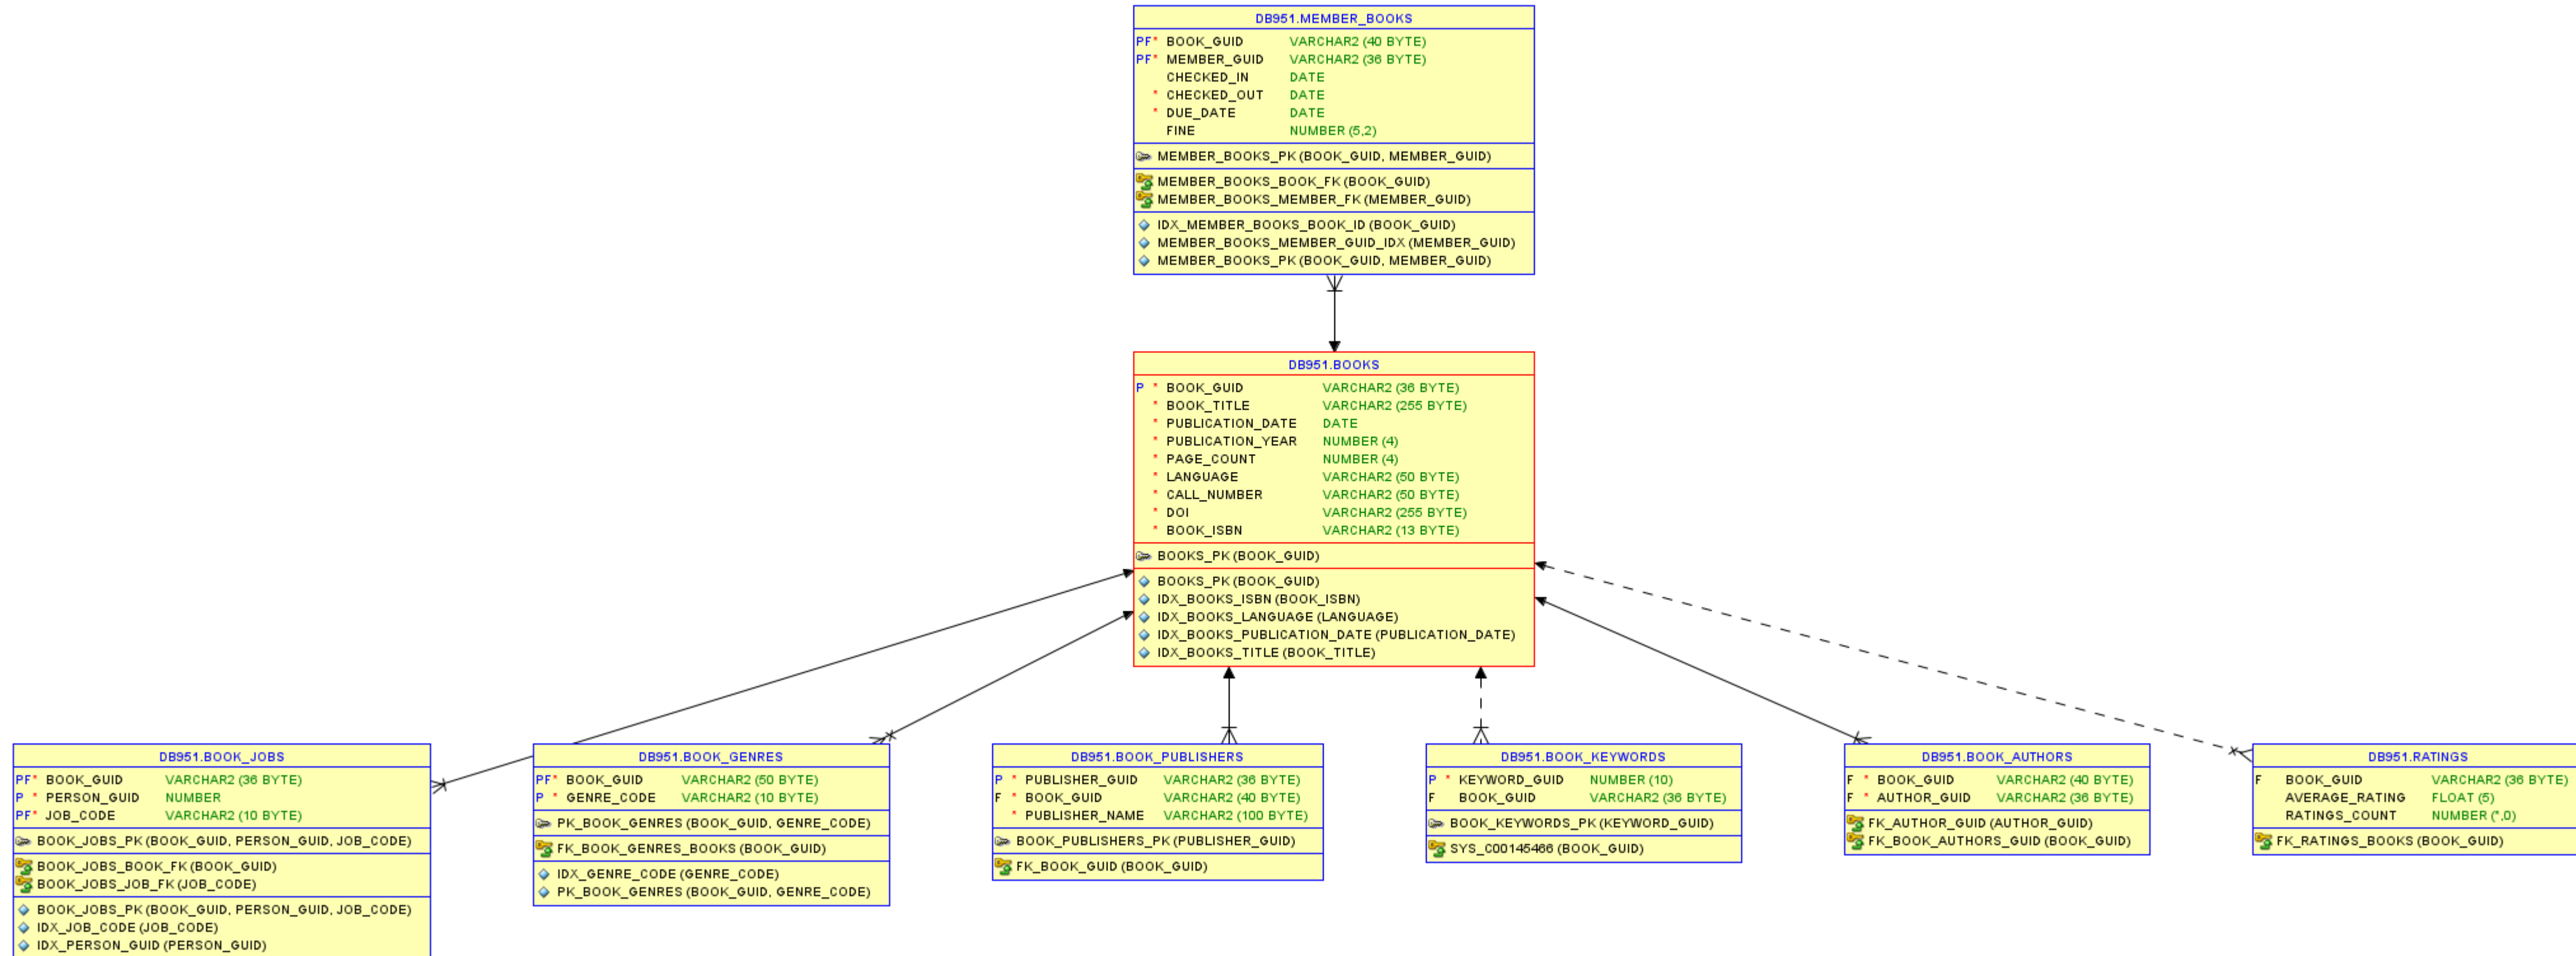 DB951.MEMBER_BOOKS
PF* BOOK_GUID VARCHAR2 (40 BYTE)
PF* MEMBER_GUID VARCHAR2 (36 BYTE)
CHECKED_IN DATE
* CHECKED_OUT DATE
* DUE_DATE DATE
FINE NUMBER (5,2)
MEMBER_BOOKS_PK (BOOK_GUID, MEMBER_GUID)
MEMBER_BOOKS_BOOK_FK (BOOK_GUID)
MEMBER_BOOKS_MEMBER_FK (MEMBER_GUID)
IDX_MEMBER_BOOKS_BOOK_ID (BOOK_GUID)
MEMBER_BOOKS_MEMBER_GUID_IDX (MEMBER_GUID)
MEMBER_BOOKS_PK (BOOK_GUID, MEMBER_GUID)
DB951.BOOKS
P * BOOK_GUID VARCHAR2 (36 BYTE)
* BOOK_TITLE VARCHAR2 (255 BYTE)
* PUBLICATION_DATE DATE
* PUBLICATION_YEAR NUMBER (4)
* PAGE_COUNT NUMBER (4)
* LANGUAGE VARCHAR2 (50 BYTE)
* CALL_NUMBER VARCHAR2 (50 BYTE)
* DOI VARCHAR2 (255 BYTE)
* BOOK_ISBN VARCHAR2 (13 BYTE)
BOOKS_PK (BOOK_GUID)
BOOKS_PK (BOOK_GUID)
IDX_BOOKS_ISBN (BOOK_ISBN)
IDX_BOOKS_LANGUAGE (LANGUAGE)
IDX_BOOKS_PUBLICATION_DATE (PUBLICATION_DATE)
IDX_BOOKS_TITLE (BOOK_TITLE)
DB951.BOOK_JOBS
PF* BOOK_GUID VARCHAR2 (36 BYTE)
P * PERSON_GUID NUMBER
PF* JOB_CODE VARCHAR2 (10 BYTE)
BOOK_JOBS_PK (BOOK_GUID, PERSON_GUID, JOB_CODE)
BOOK_JOBS_BOOK_FK (BOOK_GUID)
BOOK_JOBS_JOB_FK (JOB_CODE)
BOOK_JOBS_PK (BOOK_GUID, PERSON_GUID, JOB_CODE)
IDX_JOB_CODE (JOB_CODE)
IDX_PERSON_GUID (PERSON_GUID)
DB951.BOOK_GENRES
PF* BOOK_GUID VARCHAR2 (50 BYTE)
P * GENRE_CODE VARCHAR2 (10 BYTE)
PK_BOOK_GENRES (BOOK_GUID, GENRE_CODE)
FK_BOOK_GENRES_BOOKS (BOOK_GUID)
IDX_GENRE_CODE (GENRE_CODE)
PK_BOOK_GENRES (BOOK_GUID, GENRE_CODE)
DB951.BOOK_PUBLISHERS
P * PUBLISHER_GUID VARCHAR2 (36 BYTE)
F * BOOK_GUID VARCHAR2 (40 BYTE)
* PUBLISHER_NAME VARCHAR2 (100 BYTE)
BOOK_PUBLISHERS_PK (PUBLISHER_GUID)
FK_BOOK_GUID (BOOK_GUID)
DB951.BOOK_KEYWORDS
P * KEYWORD_GUID NUMBER (10)
F BOOK_GUID VARCHAR2 (36 BYTE)
BOOK_KEYWORDS_PK (KEYWORD_GUID)
SYS_C00145466 (BOOK_GUID)
DB951.BOOK_AUTHORS
F * BOOK_GUID VARCHAR2 (40 BYTE)
F * AUTHOR_GUID VARCHAR2 (36 BYTE)
FK_AUTHOR_GUID (AUTHOR_GUID)
FK_BOOK_AUTHORS_GUID (BOOK_GUID)
DB951.RATINGS
F BOOK_GUID VARCHAR2 (36 BYTE)
AVERAGE_RATING FLOAT (5)
RATINGS_COUNT NUMBER (*,0)
FK_RATINGS_BOOKS (BOOK_GUID)